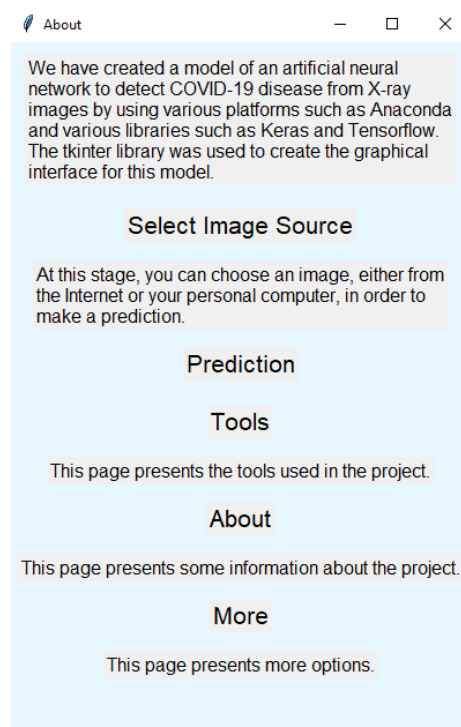 About
We have created a model of an artificial neural
network to detect COVID-19 disease from X-ray
images by using various platforms such as Anaconda
and various libraries such as Keras and Tensorflow.
The tkinter library was used to create the graphical
interface for this model.
Select Image Source
At this stage, you can choose an image, either from
the Internet or your personal computer, in order to
make a prediction.
Prediction
Tools
This page presents the tools used in the project.
About
This page presents some information about the project.
More
This page presents more options.